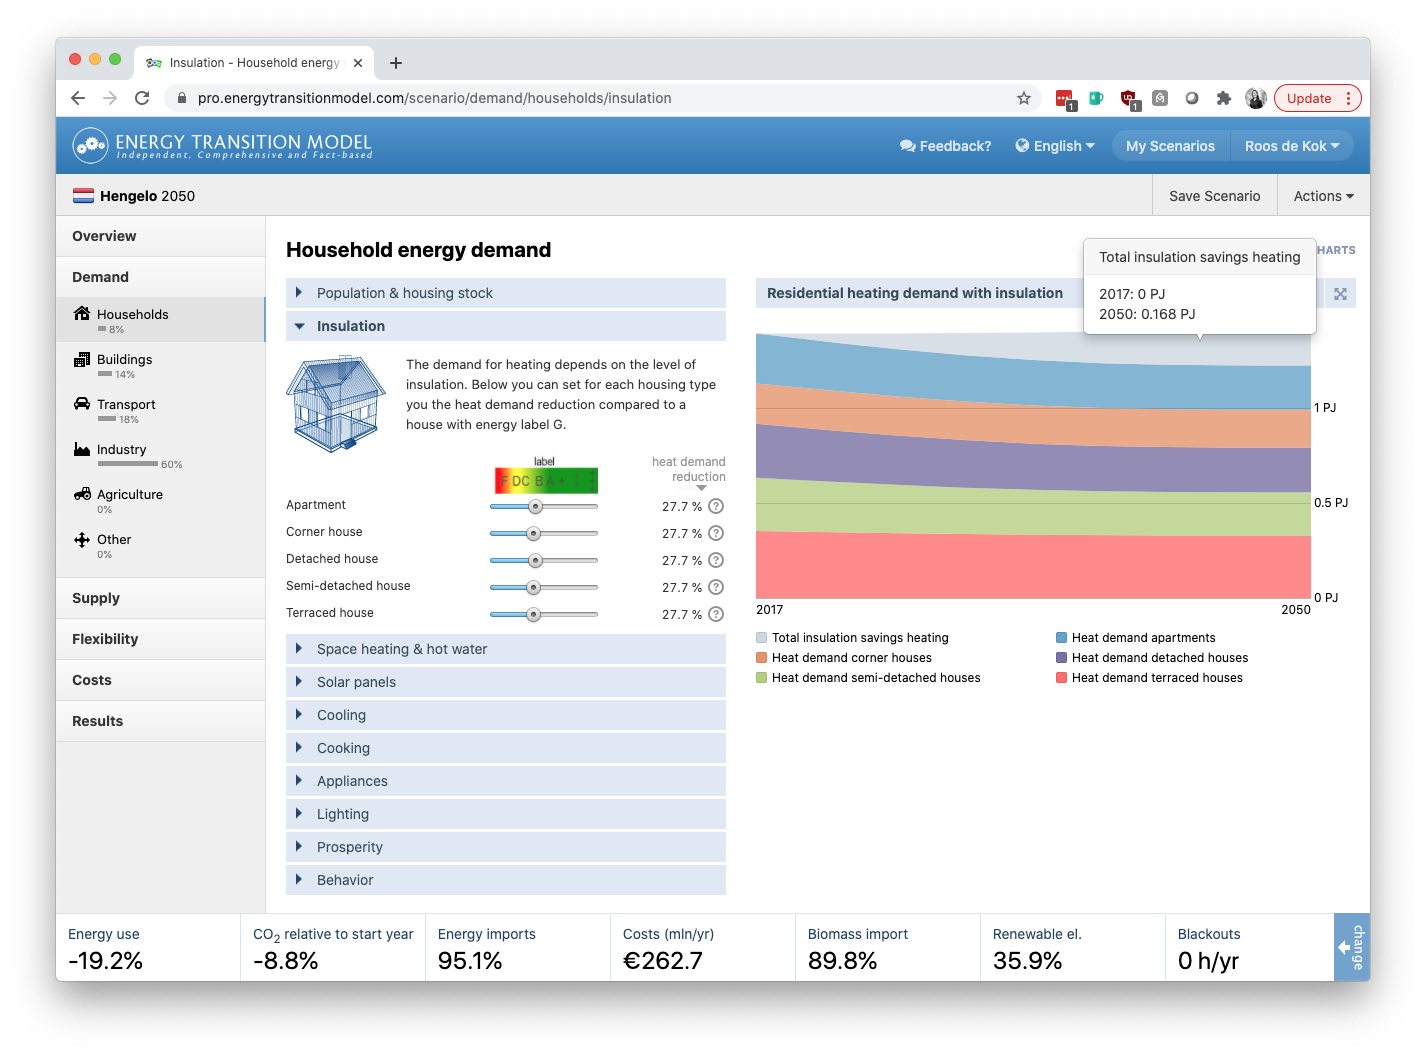 Insulation - Household energy
pro.energytransitionmodel.com/scenario/demand/households/insulation
1
1
Update
ENERGY TRANSITION MODEL
Independent, Comprehensive and Fact-based
Feedback?
English
My Scenarios
Roos de Kok
Hengelo 2050
Save Scenario
Actions
Overview
Demand
Households
8%
Buildings
14%
Transport
18%
Industry
60%
Agriculture
0%
Other
0%
Supply
Flexibility
Costs
Results
Household energy demand
Population & housing stock
Insulation
The demand for heating depends on the level of
insulation. Below you can set for each housing type
you the heat demand reduction compared to a
house with energy label G.
label
heat demand
reduction
F DC B A + + +
Apartment
27.7 % ?
Corner house
27.7 % ?
Detached house
27.7 % ?
Semi-detached house
27.7 % ?
Terraced house
27.7 % ?
Space heating & hot water
Solar panels
Cooling
Cooking
Appliances
Lighting
Prosperity
Behavior
HARTS
Residential heating demand with insulation
Total insulation savings heating
2017: 0 PJ
2050: 0.168 PJ
1 PJ
0.5 PJ
0 PJ
2017
2050
Total insulation savings heating
Heat demand apartments
Heat demand corner houses
Heat demand detached houses
Heat demand semi-detached houses
Heat demand terraced houses
Energy use
-19.2%
CO2 relative to start year
-8.8%
Energy imports
95.1%
Costs (mln/yr)
€262.7
Biomass import
89.8%
Renewable el.
35.9%
Blackouts
0 h/yr
change